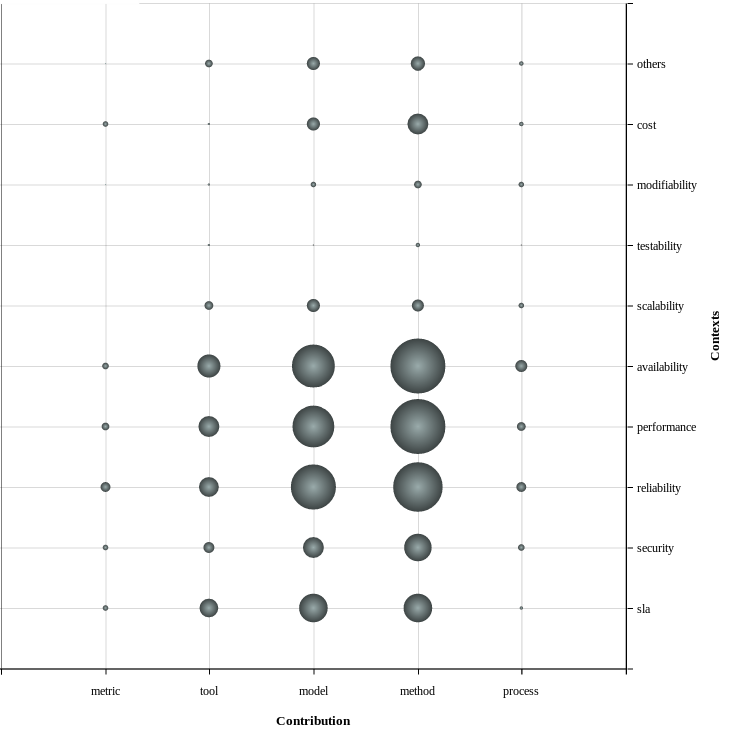 others
cost
modifiability
testability
scalability
availability
performance
reliability
security
sla
Contexts
metric tool model method process
Contribution